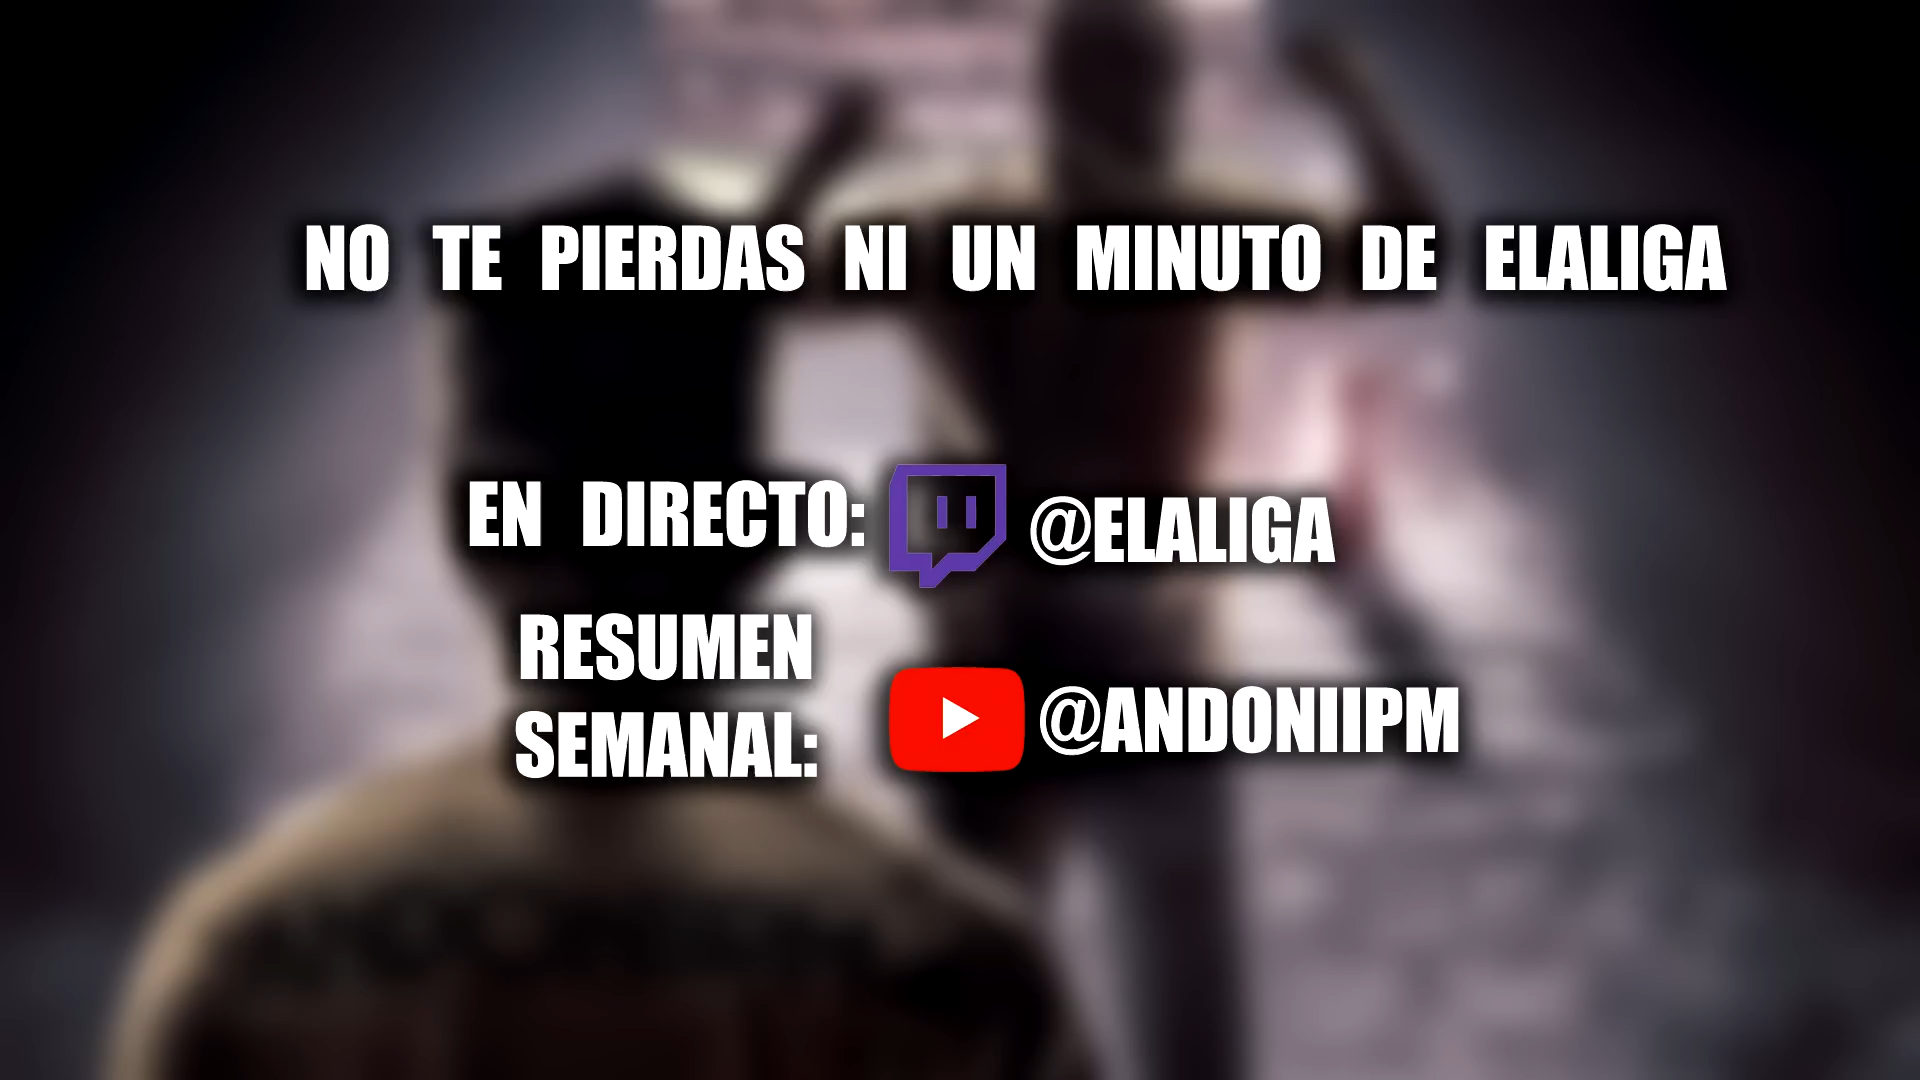 NO TE PIERDAS NI UN MINUTO DE ELALIGA
EN DIRECTO: @ELALIGA
RESUMEN
SEMANAL: @ANDONIIPM